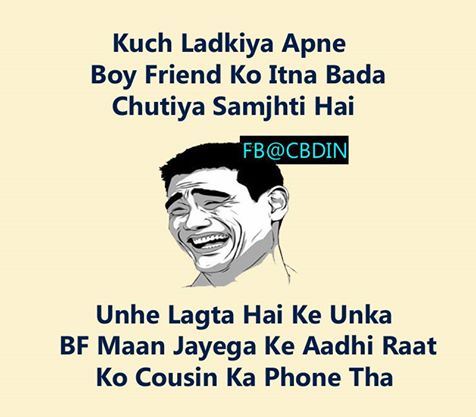 Kuch Ladkiya Apne
Boy Friend Ko Itna Bada
Chutiya Samjhti Hai
FB@CBDIN
Unhe Lagta Hai Ke Unka
BF Maan Jayega Ke Aadhi Raat
Ko Cousin Ka Phone Tha